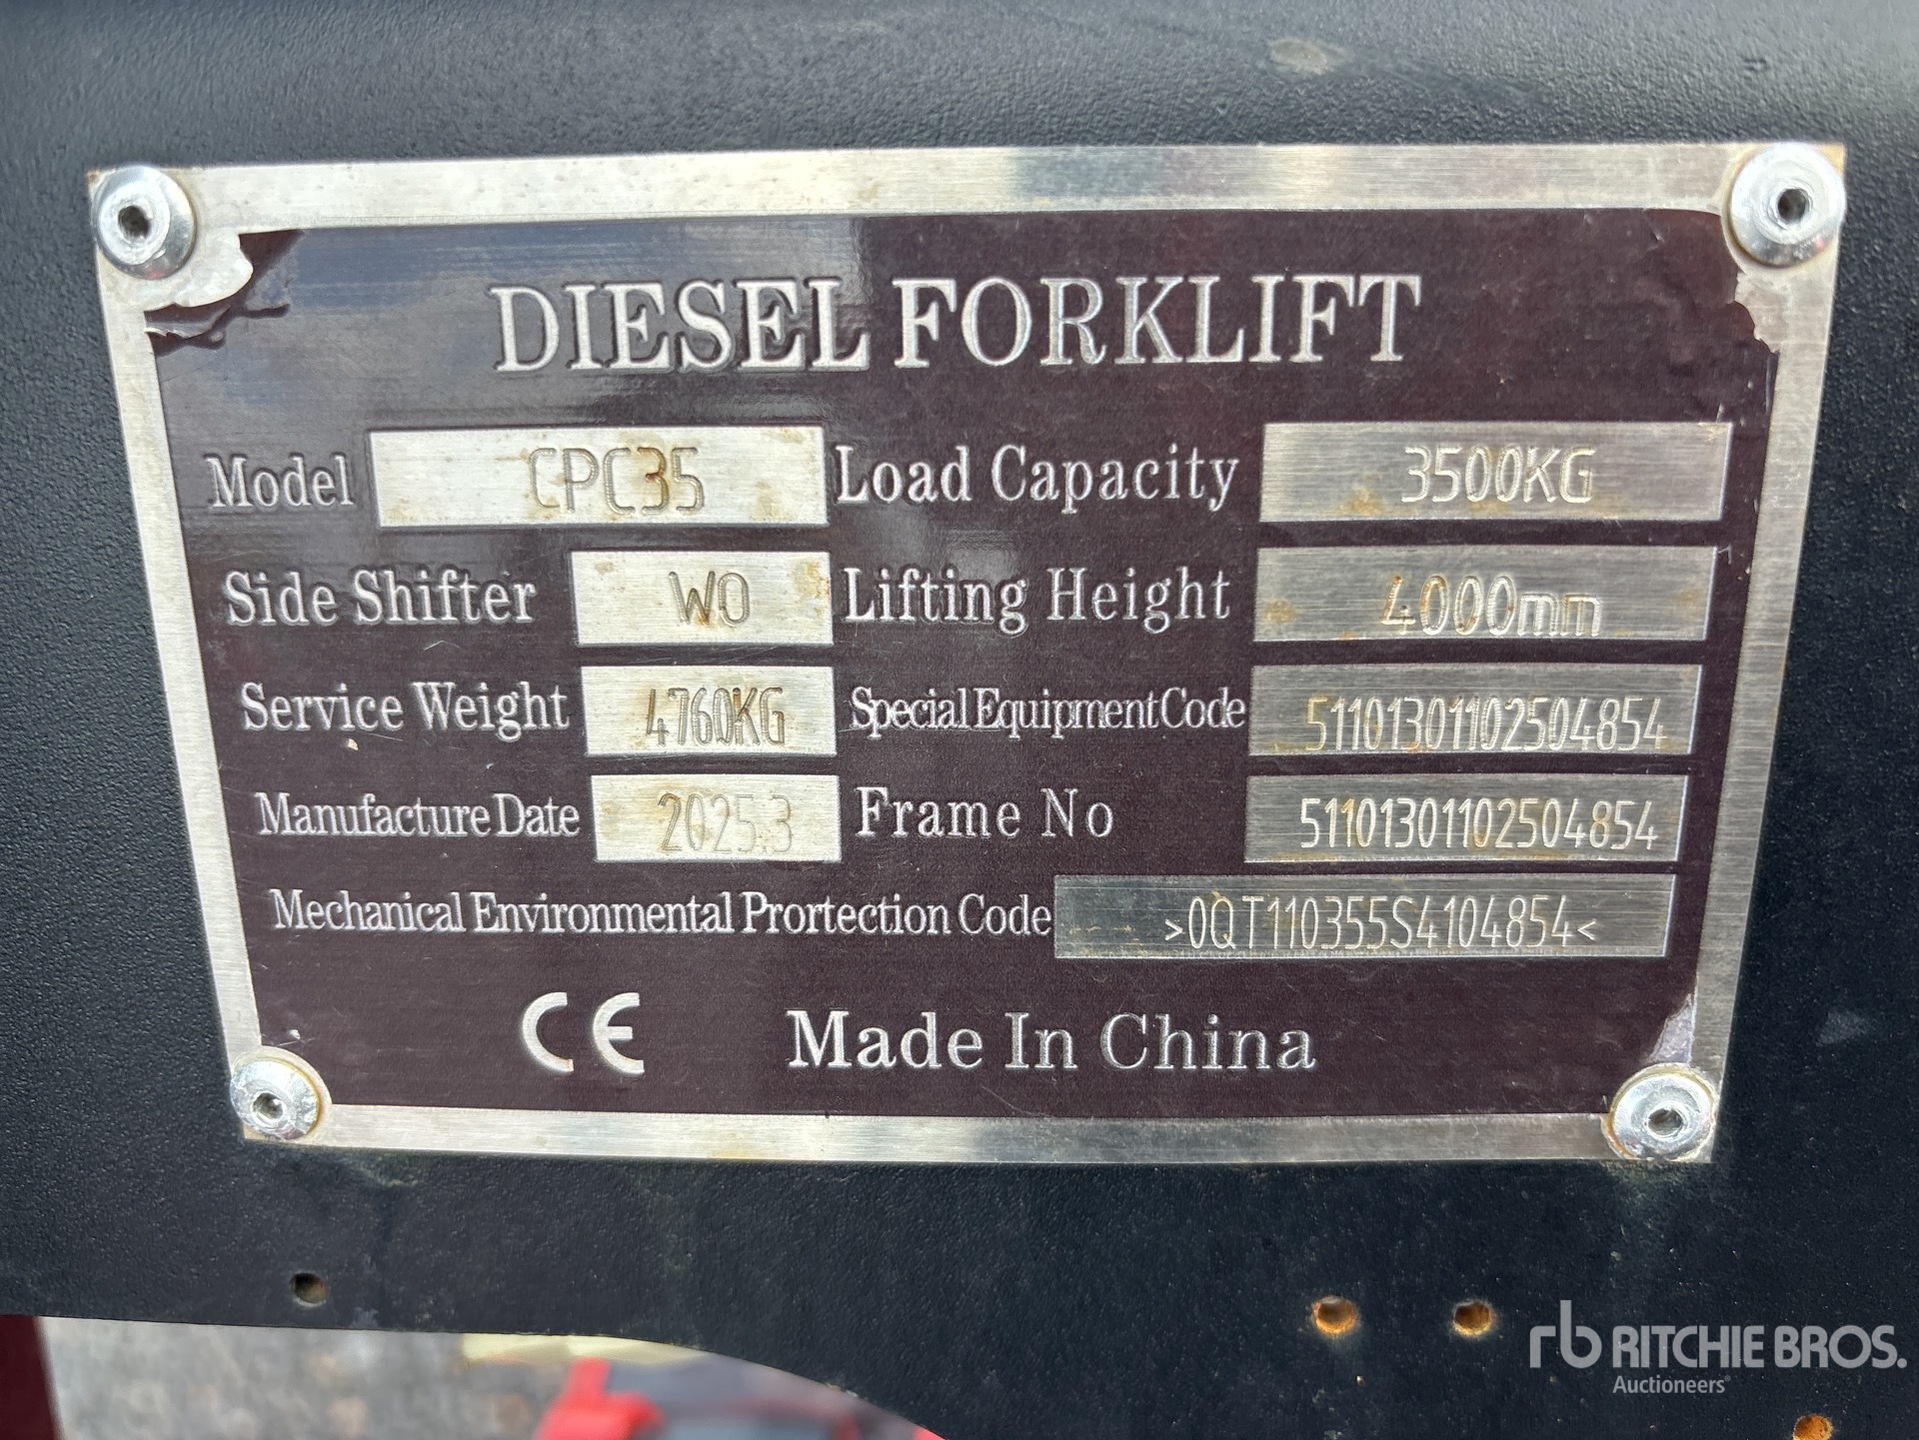 DIESEL FORKLIFT
Model CPC35 Load Capacity 3500KG
Side Shifter WO Lifting Height 4000mm
Service Weight 4760KG Special Equipment Code 51101301102504854
Manufacture Date 2025.3 Frame No 51101301102504854
Mechanical Environmental Prortection Code >0QT110355S4104854<
CE Made In China
rb RITCHIE BROS.
Auctioneers